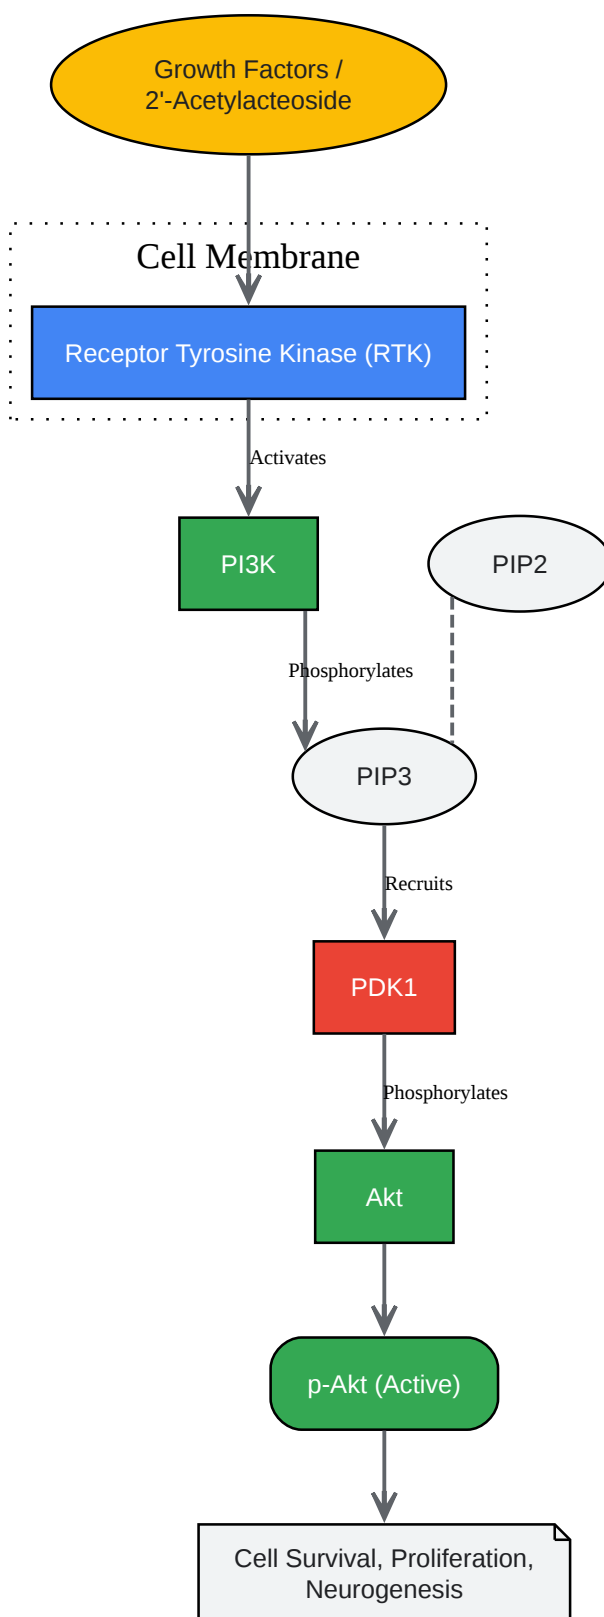 Growth Factors /
2'-Acetylacteoside
Cell Membrane
Receptor Tyrosine Kinase (RTK)
Activates
PI3K
PIP2
Phosphorylates
PIP3
Recruits
PDK1
Phosphorylates
Akt
p-Akt (Active)
Cell Survival, Proliferation,
Neurogenesis